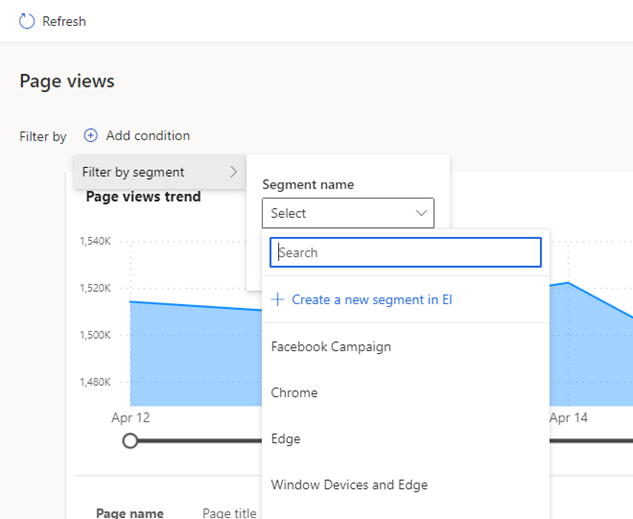 Refresh
Page views
Filter by
Add condition
Filter by segment
Segment name
Select
Search
Create a new segment in EI
Facebook Campaign
Chrome
Edge
Window Devices and Edge
Page views trend
1,540K
1,520K
1,500K
1,480K
Apr 12
Apr 14
Page name
Page title